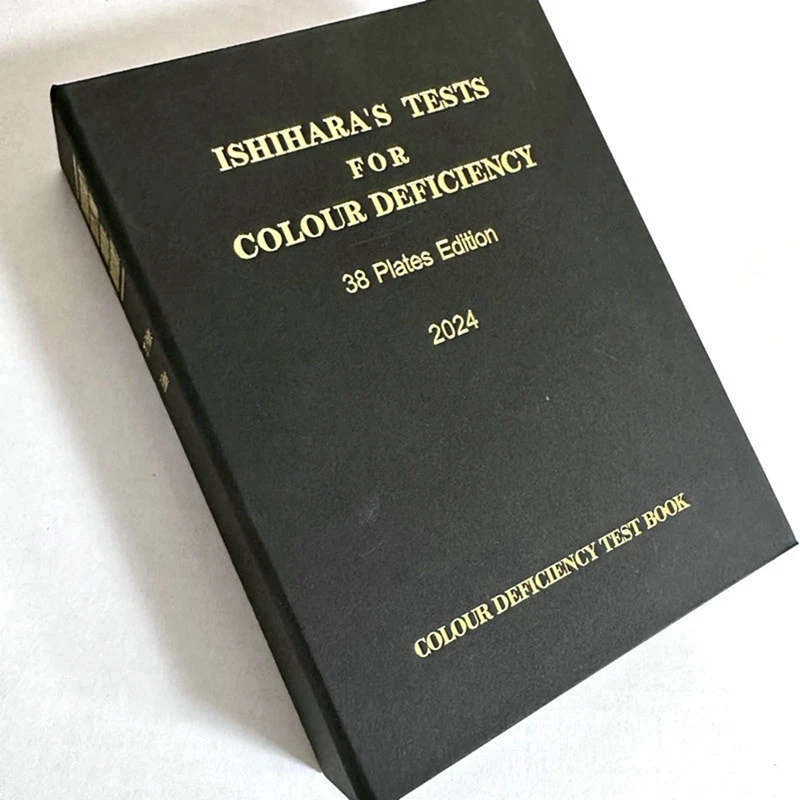 ISHIHARA'S TESTS
FOR
COLOUR DEFICIENCY
38 Plates Edition
2024
COLOUR DEFICIENCY TEST BOOK